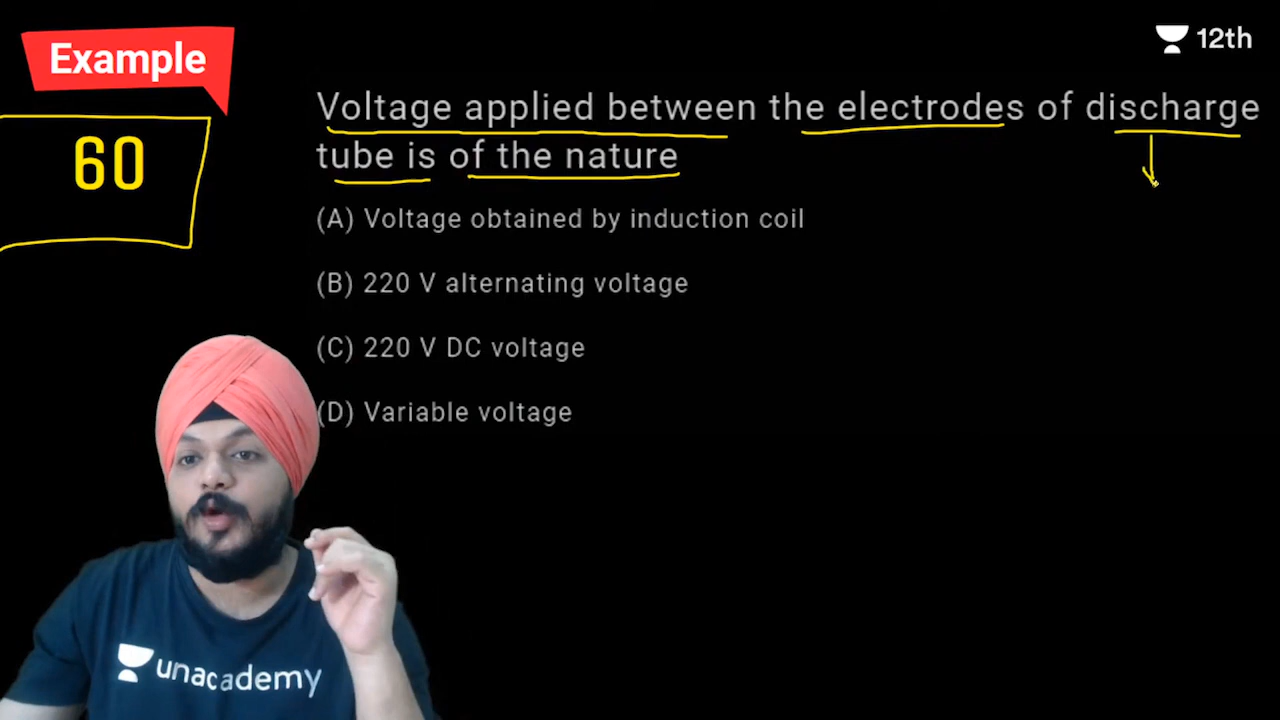 Example
12th
60
Voltage applied between the electrodes of discharge
tube is of the nature
(A) Voltage obtained by induction coil
(B) 220 V alternating voltage
(C) 220 V DC voltage
(D) Variable voltage
unacademy